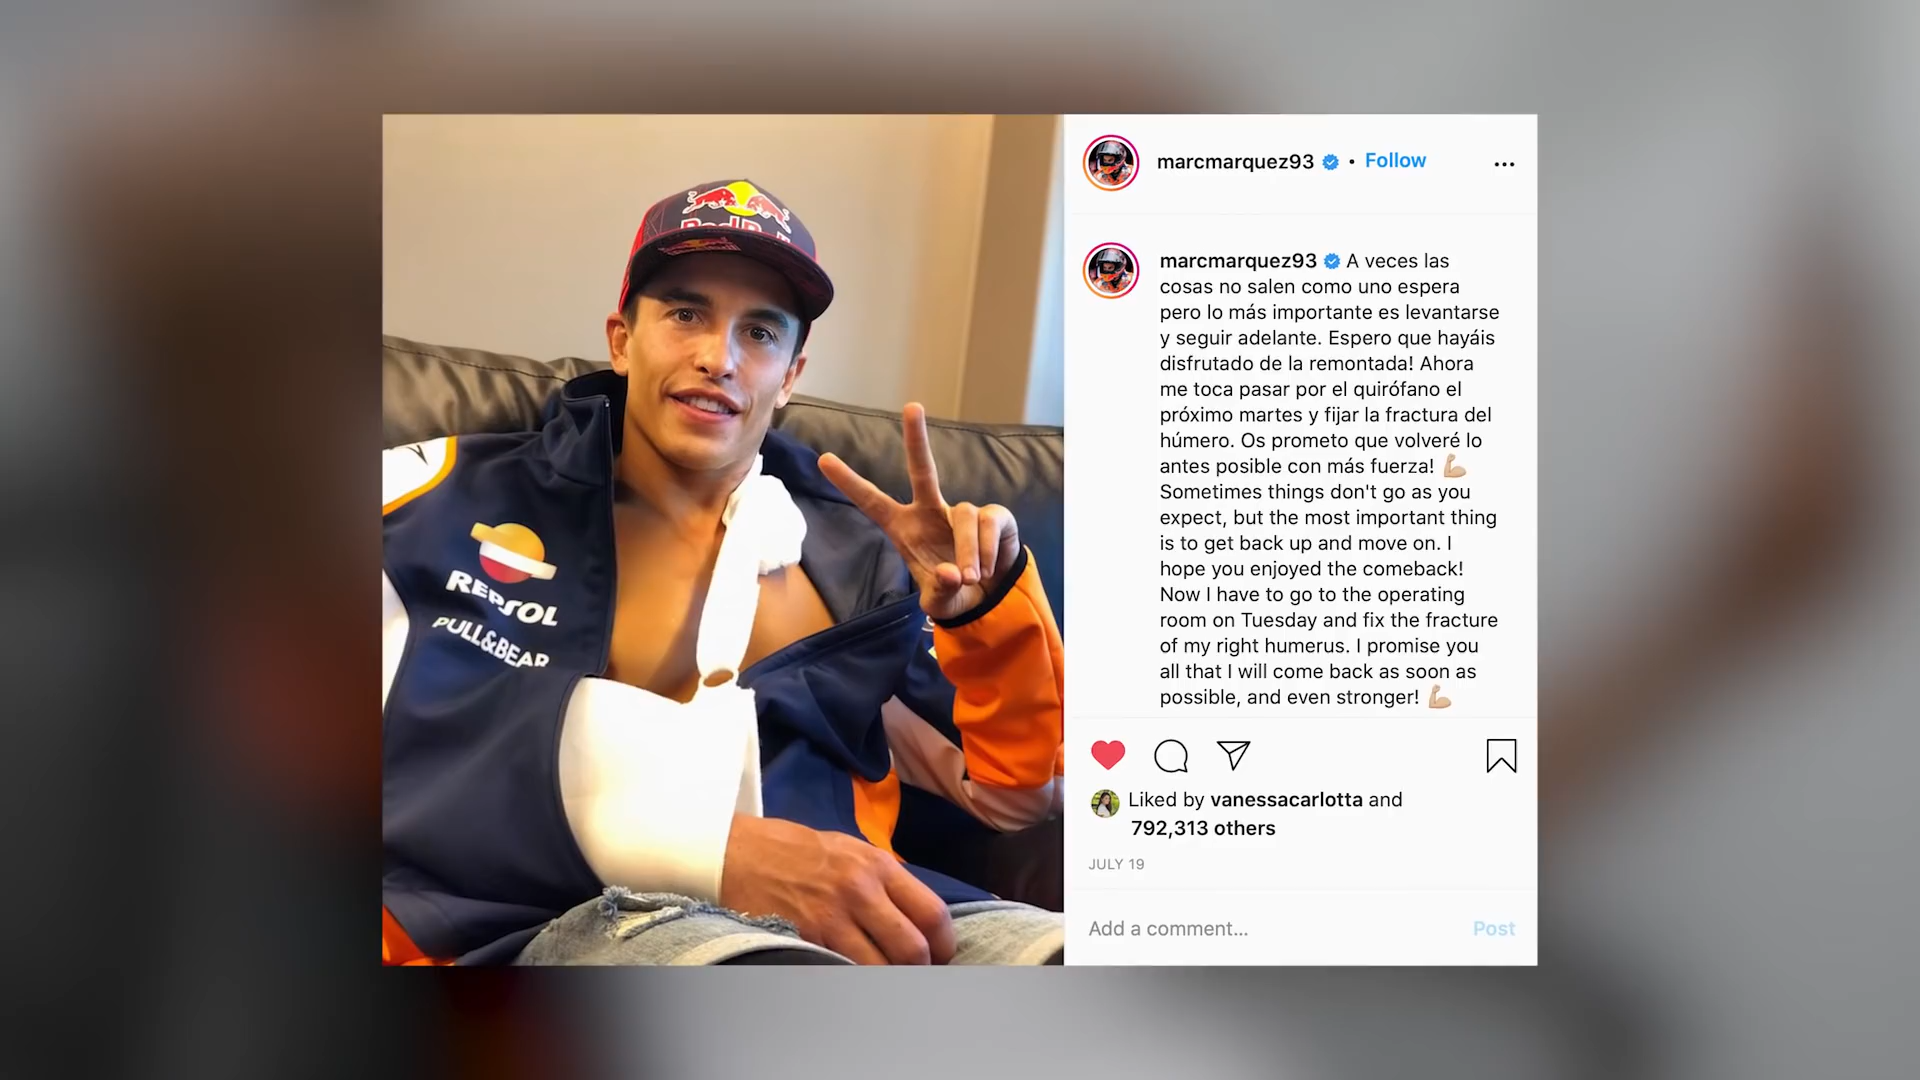 Red Bull
REPSOL
PULL&BEAR
marcmarquez93 • Follow
marcmarquez93 A veces las
cosas no salen como uno espera
pero lo más importante es levantarse
y seguir adelante. Espero que hayáis
disfrutado de la remontada! Ahora
me toca pasar por el quirófano el
próximo martes y fijar la fractura del
húmero. Os prometo que volveré lo
antes posible con más fuerza! 💪🏼
Sometimes things don't go as you
expect, but the most important thing
is to get back up and move on. I
hope you enjoyed the comeback!
Now I have to go to the operating
room on Tuesday and fix the fracture
of my right humerus. I promise you
all that I will come back as soon as
possible, and even stronger! 💪🏼
Liked by vanessacarlotta and
792,313 others
JULY 19
Add a comment... Post